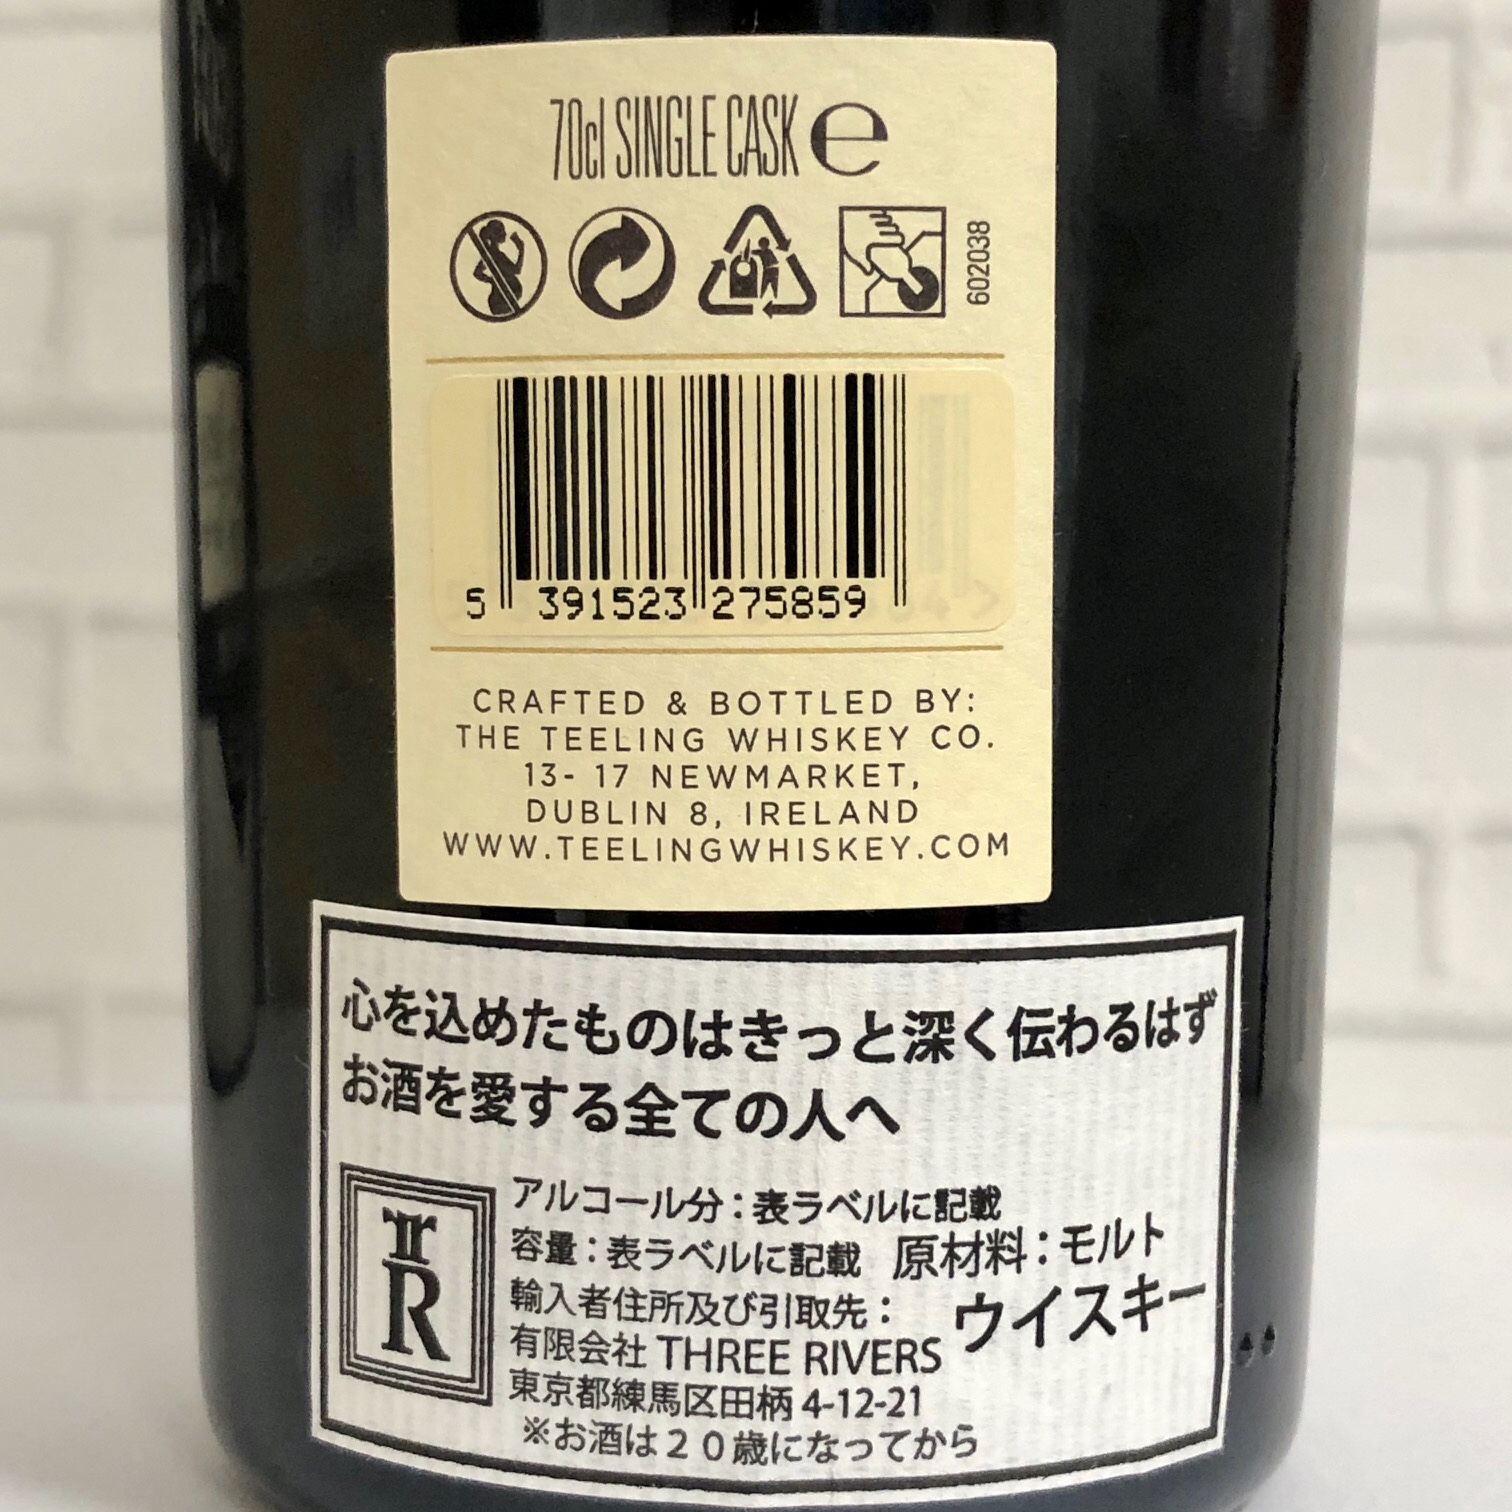 70cl SINGLE CASK e
602038
5 391523 275859
CRAFTED & BOTTLED BY:
THE TEELING WHISKEY CO.
13- 17 NEWMARKET,
DUBLIN 8, IRELAND
WWW.TEELINGWHISKEY.COM
心を込めたものはきっと深く伝わるはず
お酒を愛する全ての人へ
TR
アルコール分:表ラベルに記載
容量:表ラベルに記載 原材料:モルト
輸入者住所及び引取先: ウイスキー
有限会社 THREE RIVERS
東京都練馬区田柄 4-12-21
※お酒は20歳になってから